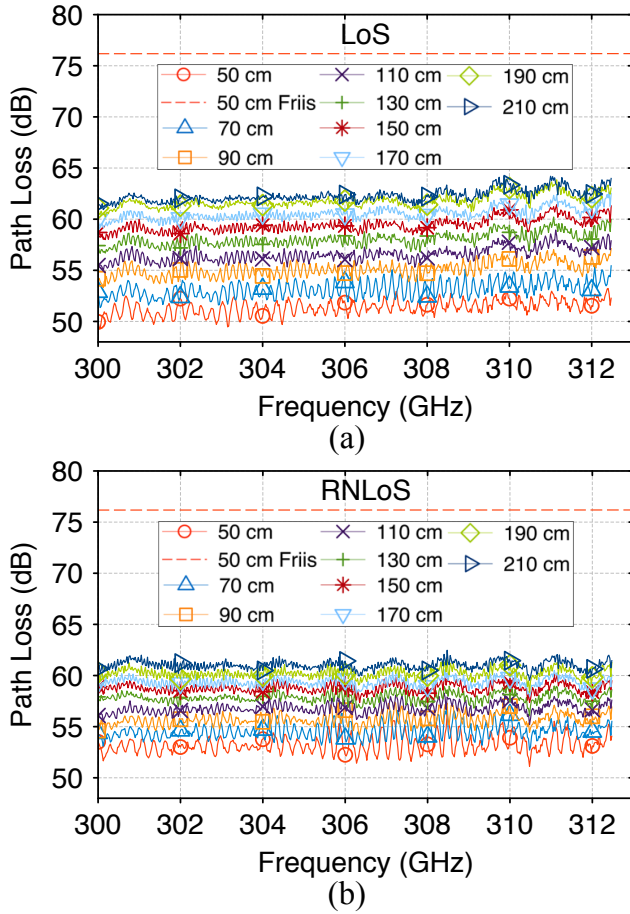 LoS
80
75
70
65
60
55
50
Path Loss (dB)
50 cm
50 cm Friis
70 cm
90 cm
110 cm
130 cm
150 cm
170 cm
190 cm
210 cm
300 302 304 306 308 310 312
Frequency (GHz)
(a)
RNLoS
80
75
70
65
60
55
50
Path Loss (dB)
50 cm
50 cm Friis
70 cm
90 cm
110 cm
130 cm
150 cm
170 cm
190 cm
210 cm
300 302 304 306 308 310 312
Frequency (GHz)
(b)